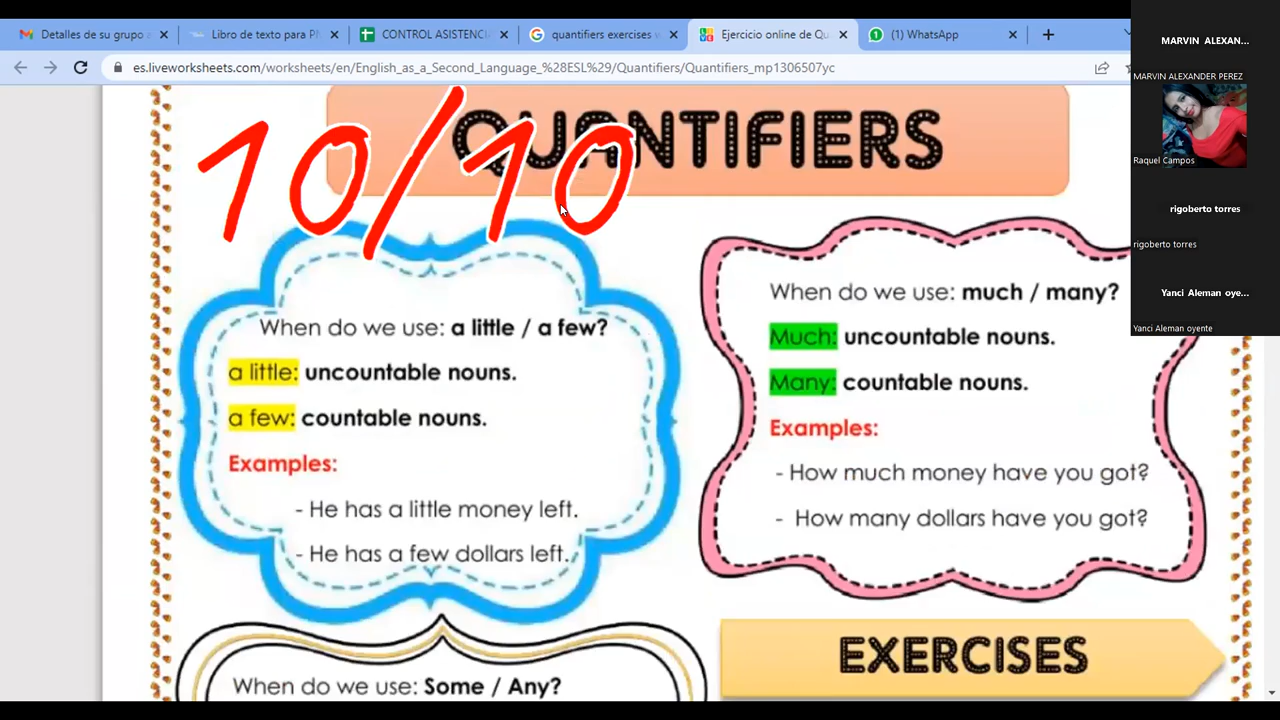 Detalles de su grupo
Libro de texto para PI
CONTROL ASISTENCI
quantifiers exercises
Ejercicio online de Qu
(1) WhatsApp
es.liveworksheets.com/worksheets/en/English_as_a_Second_Language_%28ESL%29/Quantifiers/Quantifiers_mp1306507yc
MARVIN ALEXAN...
MARVIN ALEXANDER PEREZ
Raquel Campos
rigoberto torres
rigoberto torres
Yanci Aleman oye...
Yanci Aleman oyente
QUANTIFIERS
10/10
When do we use: a little / a few?
a little: uncountable nouns.
a few: countable nouns.
Examples:
- He has a little money left.
- He has a few dollars left.
When do we use: much / many?
Much: uncountable nouns.
Many: countable nouns.
Examples:
- How much money have you got?
- How many dollars have you got?
When do we use: Some / Any?
EXERCISES